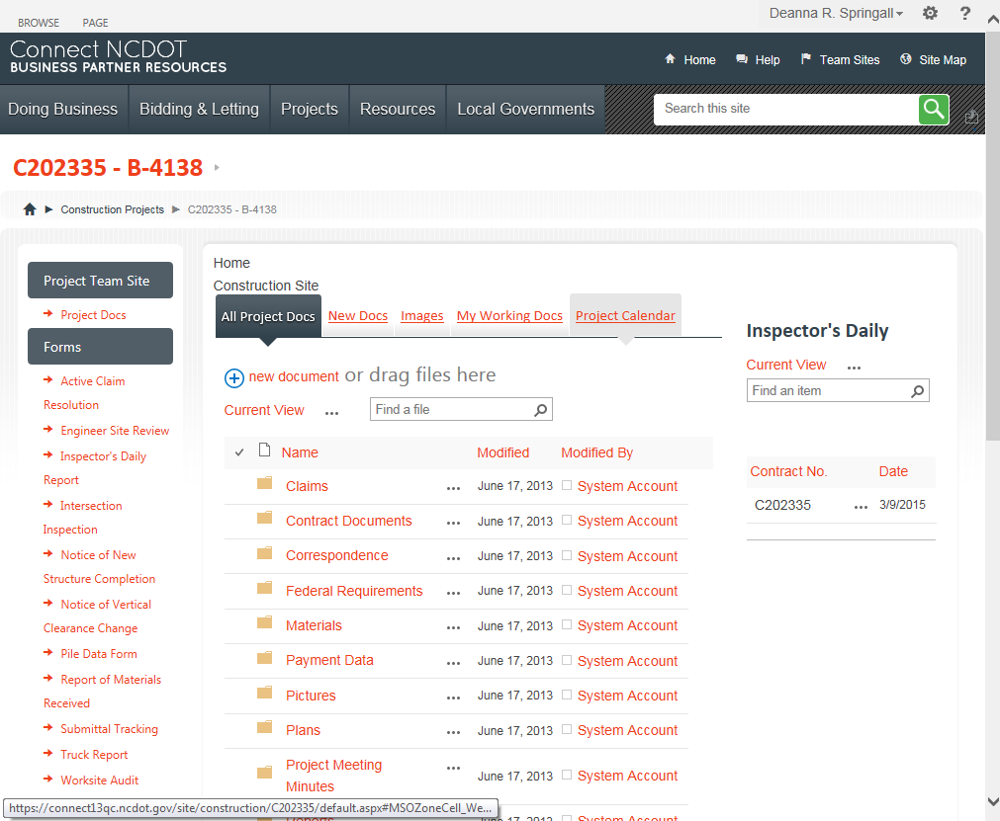 BROWSE PAGE Deanna R. Springall ?
Connect NCDOT
BUSINESS PARTNER RESOURCES
Home Help Team Sites Site Map
Doing Business Bidding & Letting Projects Resources Local Governments Search this site
C202335 - B-4138
Construction Projects C202335 - B-4138
Project Team Site
Project Docs
Forms
Active Claim
Resolution
Engineer Site Review
Inspector's Daily
Report
Intersection
Inspection
Notice of New
Structure Completion
Notice of Vertical
Clearance Change
Pile Data Form
Report of Materials
Received
Submittal Tracking
Truck Report
Worksite Audit
Home
Construction Site
All Project Docs New Docs Images My Working Docs Project Calendar
new document or drag files here
Current View ... Find a file
Name Modified Modified By
Claims ... June 17, 2013 System Account
Contract Documents ... June 17, 2013 System Account
Correspondence ... June 17, 2013 System Account
Federal Requirements ... June 17, 2013 System Account
Materials ... June 17, 2013 System Account
Payment Data ... June 17, 2013 System Account
Pictures ... June 17, 2013 System Account
Plans ... June 17, 2013 System Account
Project Meeting
Minutes ... June 17, 2013 System Account
Reports June 17, 2013 System Account
Inspector's Daily
Current View ...
Find an item
Contract No. Date
C202335 ... 3/9/2015
https://connect13qc.ncdot.gov/site/construction/C202335/default.aspx#MSOZoneCell_We...